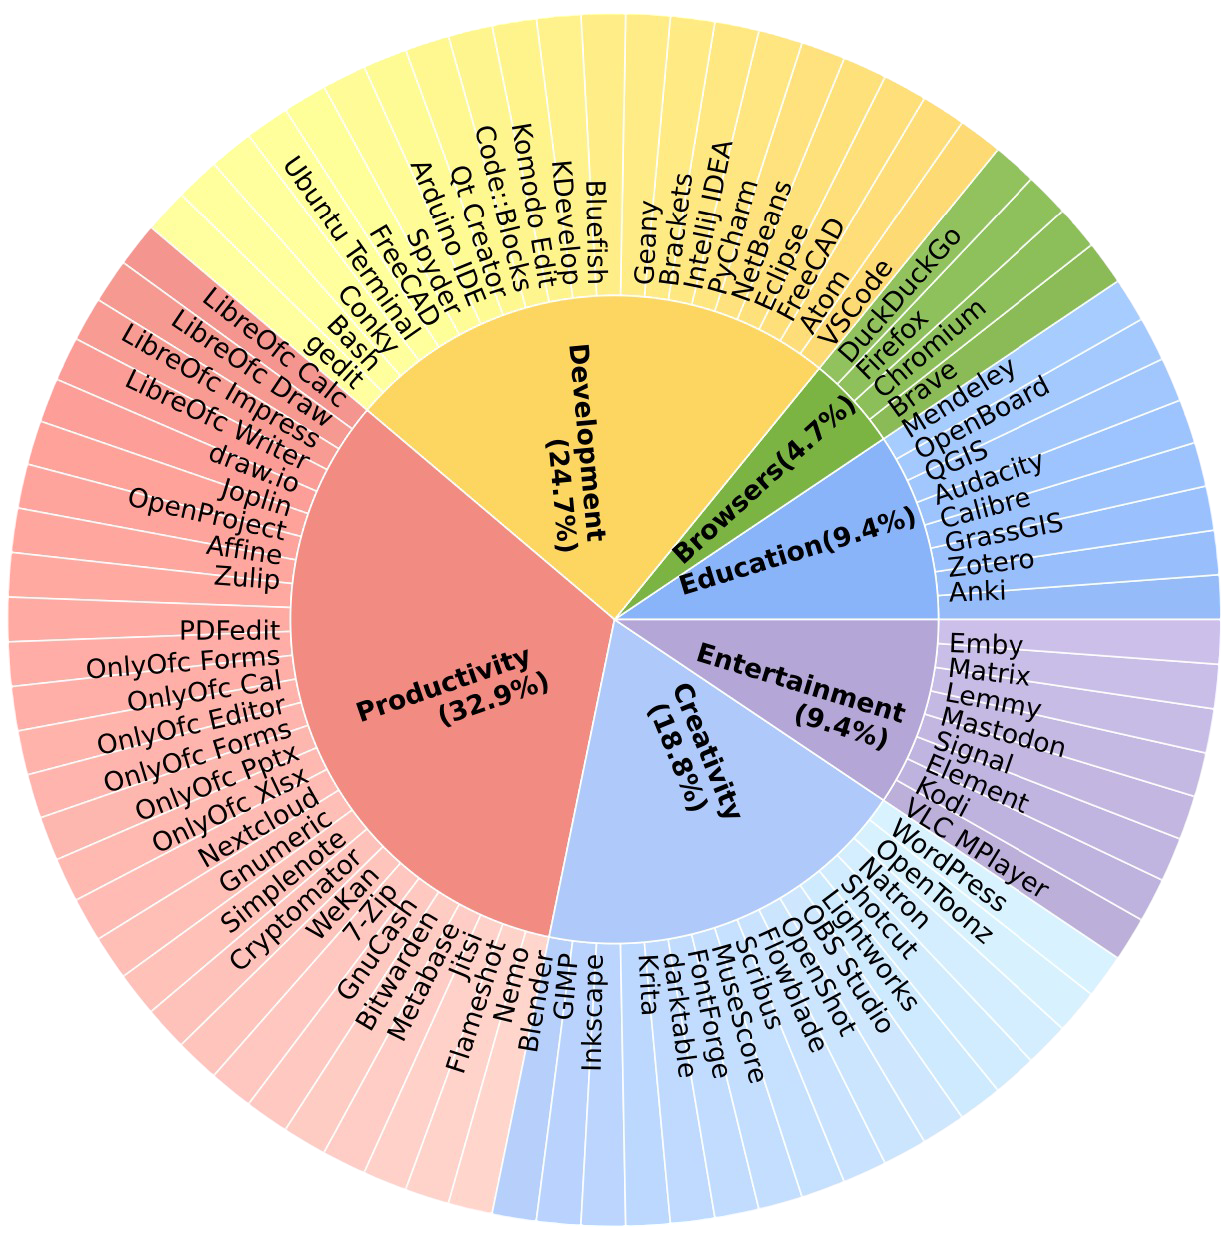 Development
(24.7%)
Browsers(4.7%)
Education(9.4%)
Entertainment
(9.4%)
Creativity
(18.8%)
Productivity
(32.9%)
gedit
Bash
Conky
Ubuntu Terminal
FreeCAD
Spyder
Arduino IDE
Qt Creator
Code::Blocks
Komodo Edit
KDevelop
Bluefish
Geany
Brackets
Intellij IDEA
PyCharm
NetBeans
Eclipse
FreeCAD
Atom
VSCode
DuckDuckGo
Firefox
Chromium
Brave
Mendeley
OpenBoard
QGIS
Audacity
Calibre
GrassGIS
Zotero
Anki
Emby
Matrix
Lemmy
Mastodon
Signal
Element
Kodi
VLC MPlayer
WordPress
OpenToonz
Natron
Shotcut
Lightworks
OBS Studio
OpenShot
Flowblade
Scribus
MuseScore
FontForge
darktable
Krita
Inkscape
GIMP
Blender
Nemo
Flameshot
Jitsi
Metabase
Bitwarden
GnuCash
7-Zip
WeKan
Cryptomator
Simplenote
Gnumeric
Nextcloud
OnlyOfc Xlsx
OnlyOfc Pptx
OnlyOfc Forms
OnlyOfc Editor
OnlyOfc Cal
OnlyOfc Forms
PDFedit
Zulip
Affine
OpenProject
Joplin
draw.io
LibreOfc Writer
LibreOfc Impress
LibreOfc Draw
LibreOfc Calc